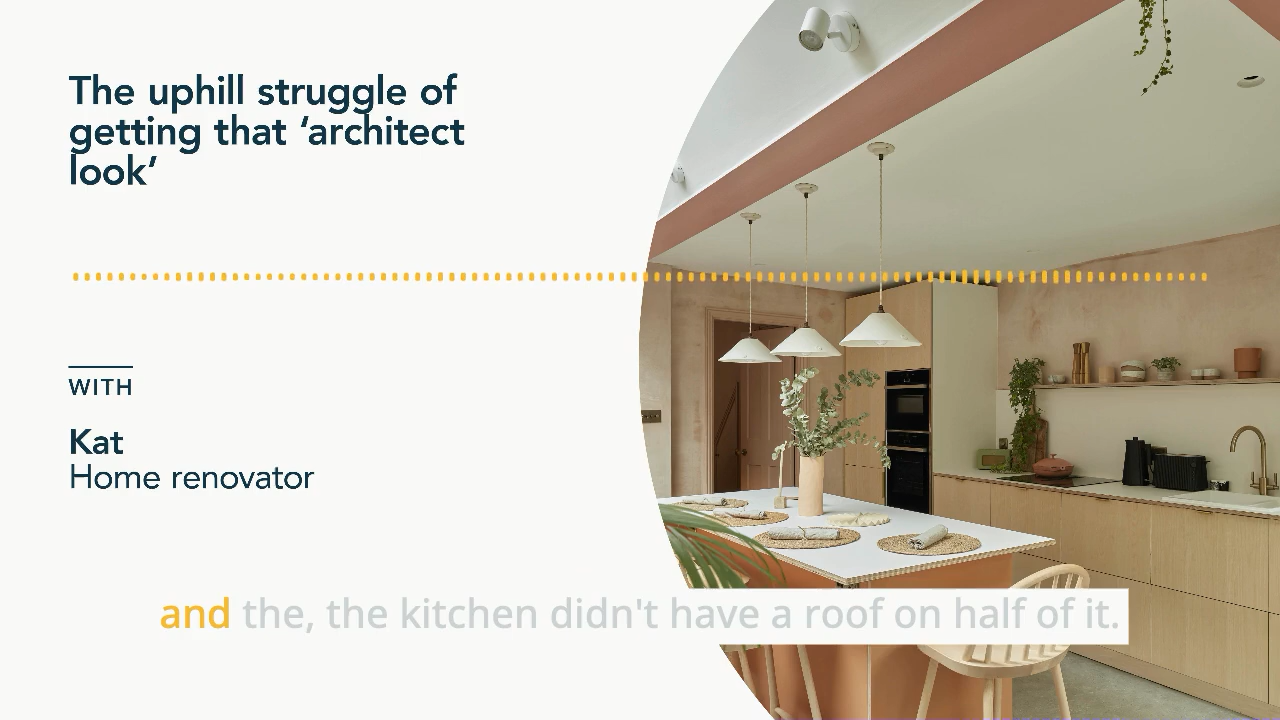 The uphill struggle of
getting that ‘architect
look‘
WITH
Kat
Home renovator
and the, the kitchen didn't have a roof on half of it.